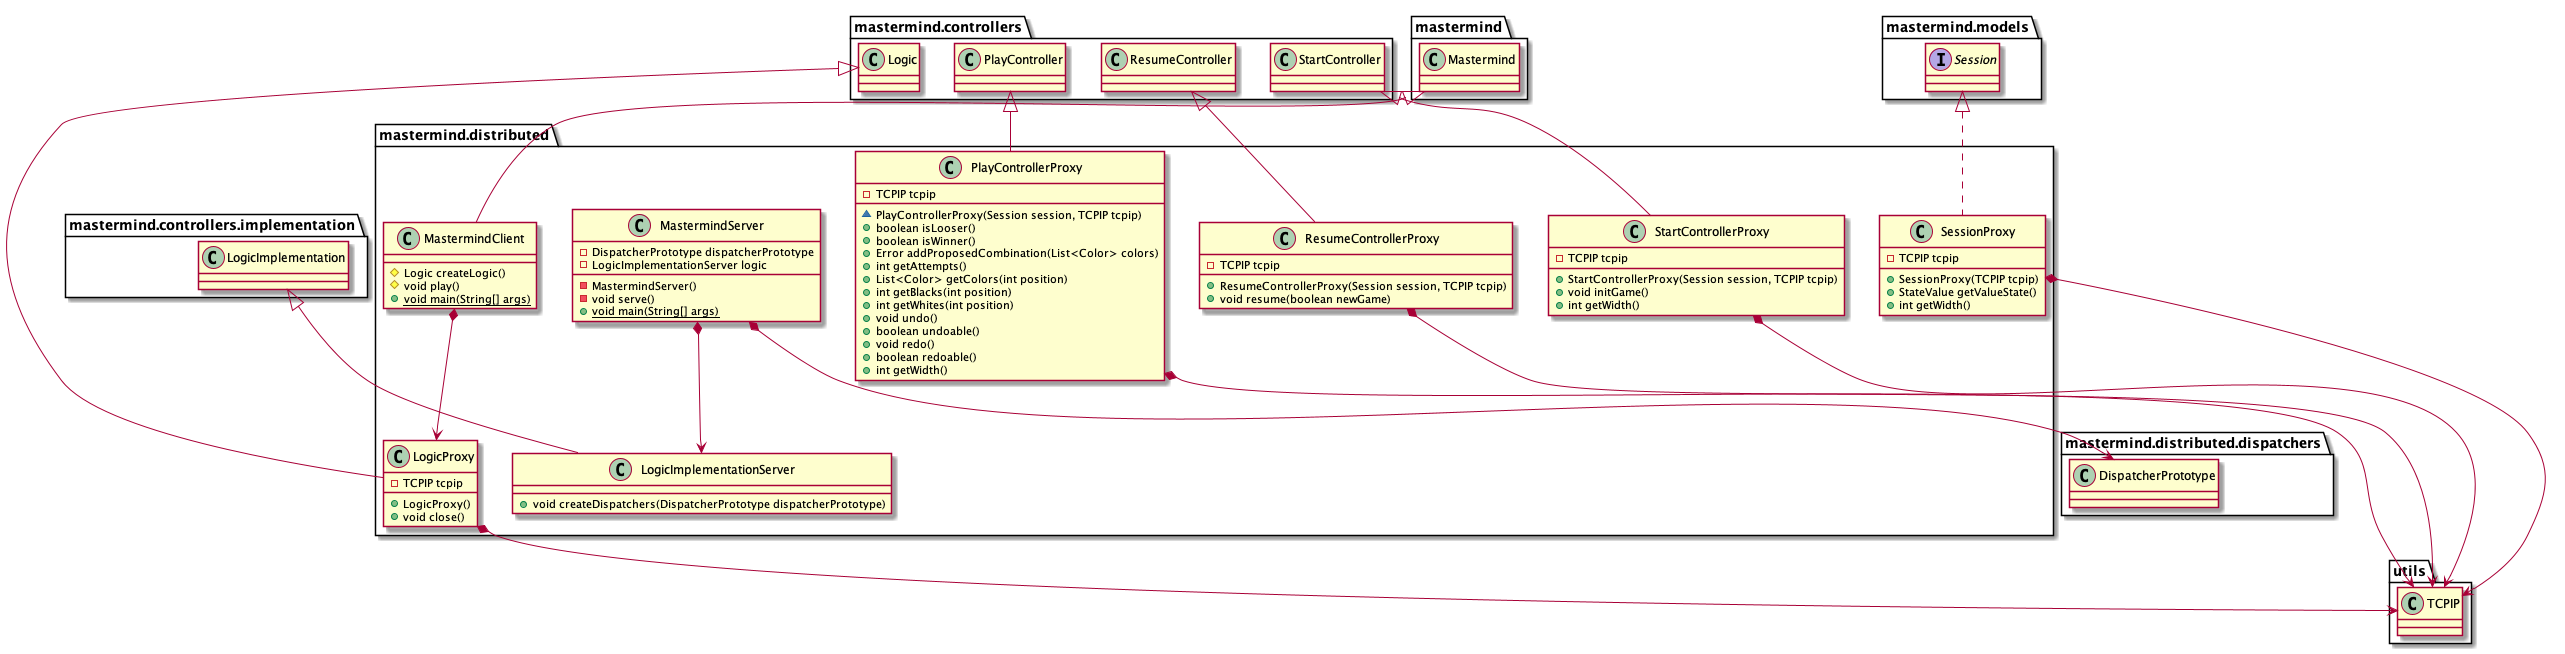 mastermind.controllers
C Logic
C PlayController
C ResumeController
C StartController
mastermind
C Mastermind
mastermind.models
I Session
mastermind.distributed
C PlayControllerProxy
TCPIP tcpip
PlayControllerProxy(Session session, TCPIP tcpip)
boolean isLooser()
boolean isWinner()
Error addProposedCombination(List<Color> colors)
int getAttempts()
List<Color> getColors(int position)
int getBlacks(int position)
int getWhites(int position)
void undo()
boolean undoable()
void redo()
boolean redoable()
int getWidth()
mastermind.controllers.implementation
C LogicImplementation
C MastermindClient
Logic createLogic()
void play()
void main(String[] args)
C MastermindServer
DispatcherPrototype dispatcherPrototype
LogicImplementationServer logic
MastermindServer()
void serve()
void main(String[] args)
C ResumeControllerProxy
TCPIP tcpip
ResumeControllerProxy(Session session, TCPIP tcpip)
void resume(boolean newGame)
C StartControllerProxy
TCPIP tcpip
StartControllerProxy(Session session, TCPIP tcpip)
void initGame()
int getWidth()
C SessionProxy
TCPIP tcpip
SessionProxy(TCPIP tcpip)
StateValue getValueState()
int getWidth()
C LogicProxy
TCPIP tcpip
LogicProxy()
void close()
C LogicImplementationServer
void createDispatchers(DispatcherPrototype dispatcherPrototype)
mastermind.distributed.dispatchers
C DispatcherPrototype
utils
C TCPIP